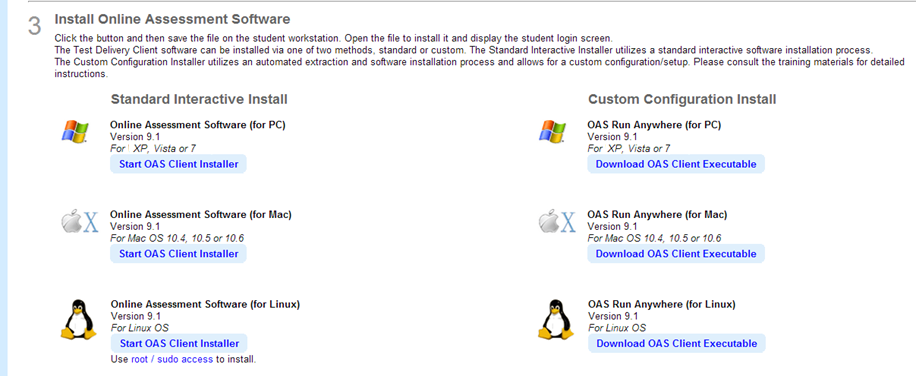 3
Install Online Assessment Software
Click the button and then save the file on the student workstation. Open the file to install it and display the student login screen.
The Test Delivery Client software can be installed via one of two methods, standard or custom. The Standard Interactive Installer utilizes a standard interactive software installation process.
The Custom Configuration Installer utilizes an automated extraction and software installation process and allows for a custom configuration/setup. Please consult the training materials for detailed
instructions.
Standard Interactive Install
Online Assessment Software (for PC)
Version 9.1
For XP, Vista or 7
Start OAS Client Installer
X
Online Assessment Software (for Mac)
Version 9.1
For Mac OS 10.4, 10.5 or 10.6
Start OAS Client Installer
Online Assessment Software (for Linux)
Version 9.1
For Linux OS
Start OAS Client Installer
Use root / sudo access to install.
Custom Configuration Install
OAS Run Anywhere (for PC)
Version 9.1
For XP, Vista or 7
Download OAS Client Executable
X
OAS Run Anywhere (for Mac)
Version 9.1
For Mac OS 10.4, 10.5 or 10.6
Download OAS Client Executable
OAS Run Anywhere (for Linux)
Version 9.1
For Linux OS
Download OAS Client Executable